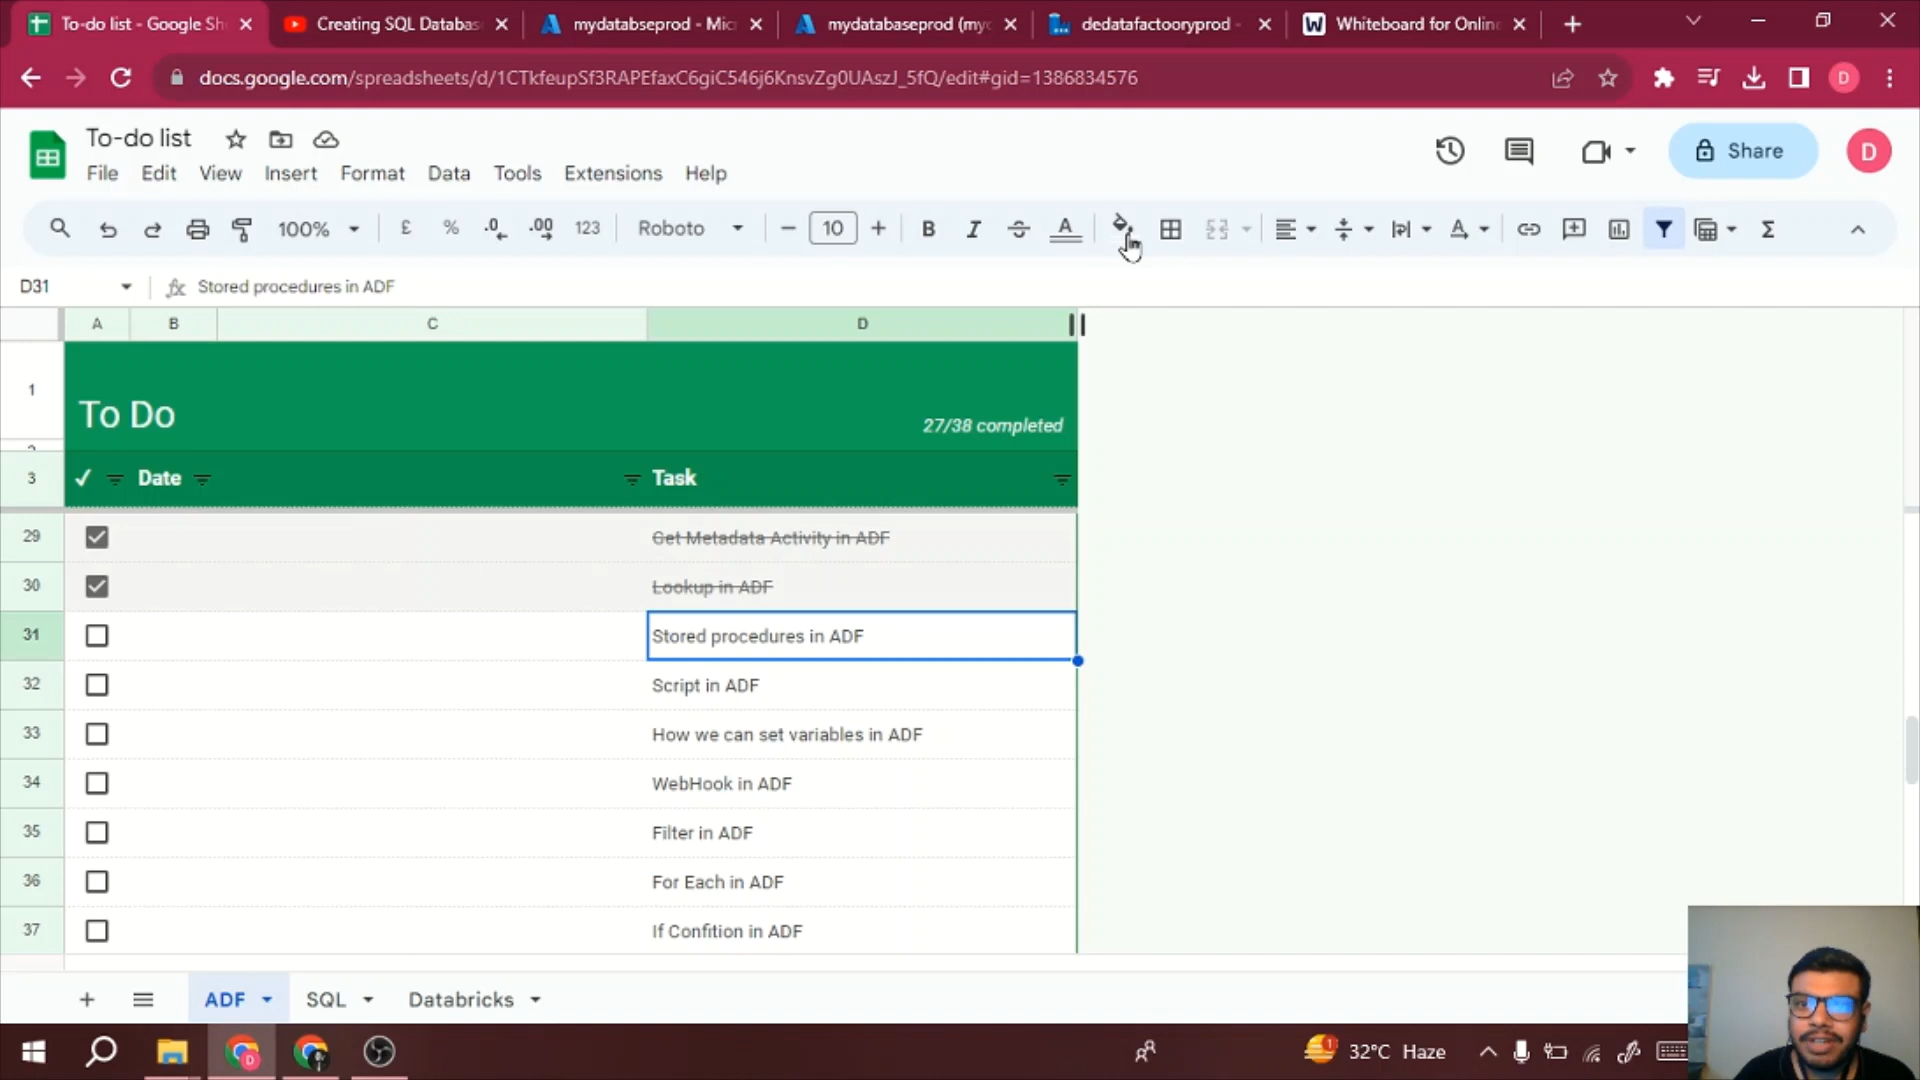 To-do list - Google Sh
Creating SQL Databas
mydatabseprod - Mic
mydatabaseprod (my
dedatafactooryprod -
Whiteboard for Onlin
docs.google.com/spreadsheets/d/1CTkfeupSf3RAPEfaxC6giC546j6KnsvZg0UAszJ_5fQ/edit#gid=1386834576
D
To-do list
File Edit View Insert Format Data Tools Extensions Help
Share
D
100% £ % .0 .00 123 Roboto 10 B I S A
D31 fx Stored procedures in ADF
A B C D
1 To Do 27/38 completed
3 ✓ Date Task
29 Get Metadata Activity in ADF
30 Lookup in ADF
31 Stored procedures in ADF
32 Script in ADF
33 How we can set variables in ADF
34 WebHook in ADF
35 Filter in ADF
36 For Each in ADF
37 If Confition in ADF
ADF SQL Databricks
32°C Haze